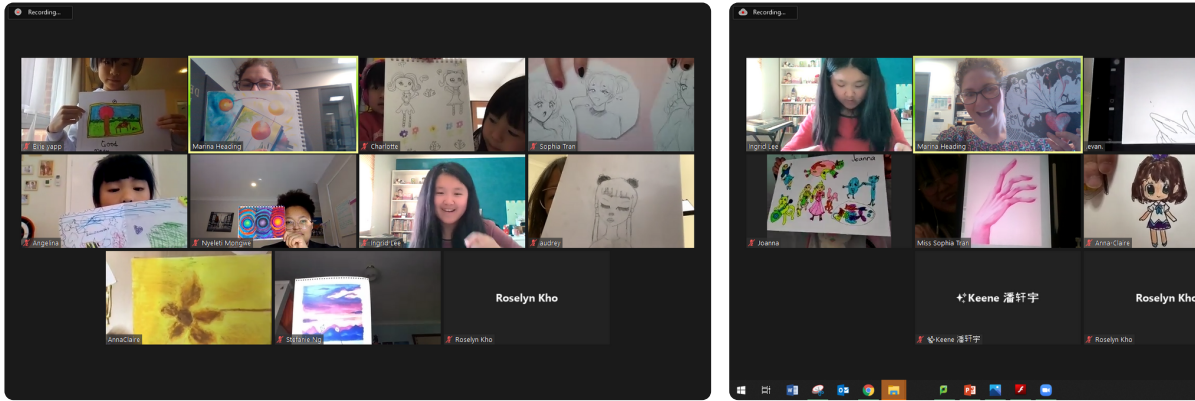 Recording...
Erie yapp
Marina Heading
Charlotte
Sophia Tran
Good
Angelina
Nyeleti Mongwe
Ingrid Lee
audrey
AnnaClaire
Stefanie Ng
Roselyn Kho
Roselyn Kho
Recording...
Ingrid Lee
Marina Heading
evan.
Joanna
Joanna
Miss Sophia Tran
Anna-Claire
Keene 潘轩宇
Keene 潘轩宇
Roselyn Kho
Roselyn Kho